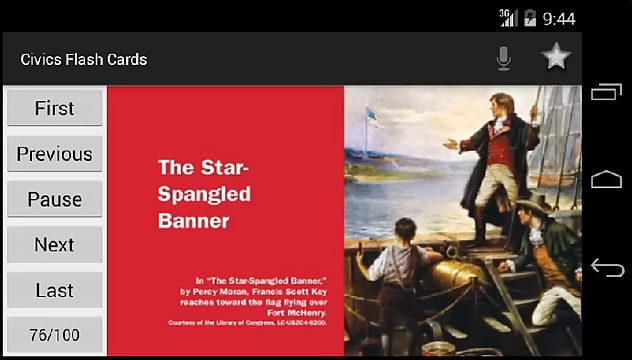 3G 9:44
Civics Flash Cards
First
Previous
Pause
Next
Last
76/100
The Star-
Spangled
Banner
In "The Star-Spangled Banner,"
by Percy Moran, Francis Scott Key
reaches toward the flag flying over
Fort McHenry.
Courtesy of the Library of Congress, LC-USZC4-6200.